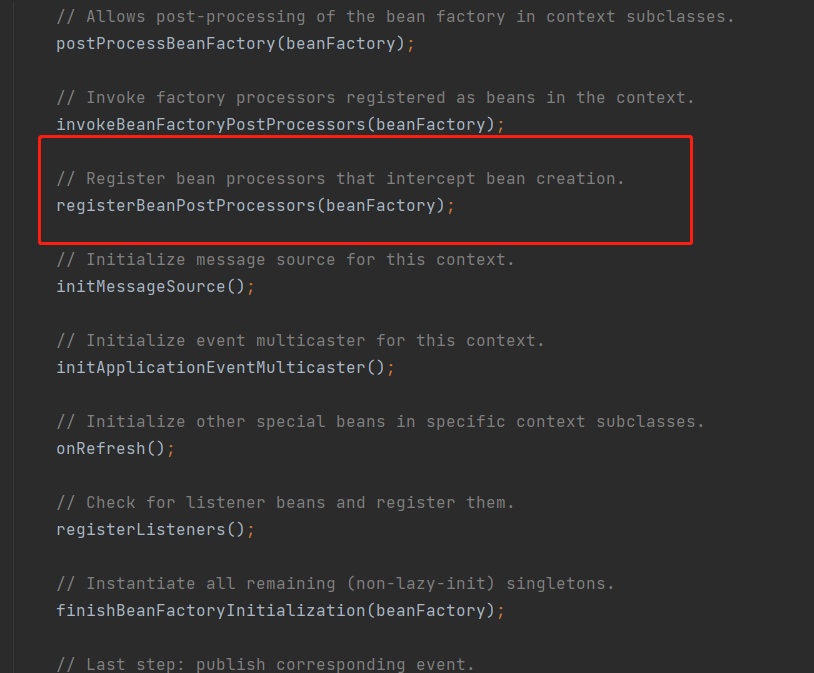 // Allows post-processing of the bean factory in context subclasses.
postProcessBeanFactory(beanFactory);
// Invoke factory processors registered as beans in the context.
invokeBeanFactoryPostProcessors(beanFactory);
// Register bean processors that intercept bean creation.
registerBeanPostProcessors(beanFactory);
// Initialize message source for this context.
initMessageSource();
// Initialize event multicaster for this context.
initApplicationEventMulticaster();
// Initialize other special beans in specific context subclasses.
onRefresh();
// Check for listener beans and register them.
registerListeners();
// Instantiate all remaining (non-lazy-init) singletons.
finishBeanFactoryInitialization(beanFactory);
// Last step: publish corresponding event.